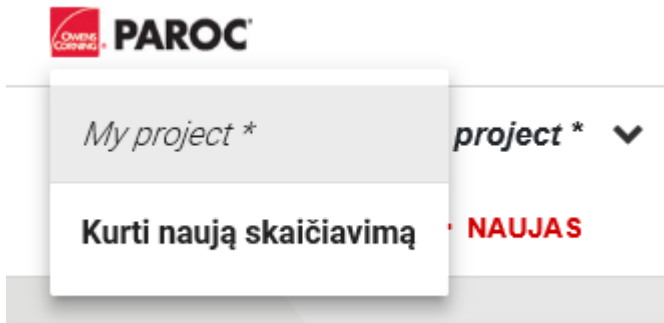 OWENS CORNING PAROC
My project *
project *
Kurti naują skaičiavimą
NAUJAS